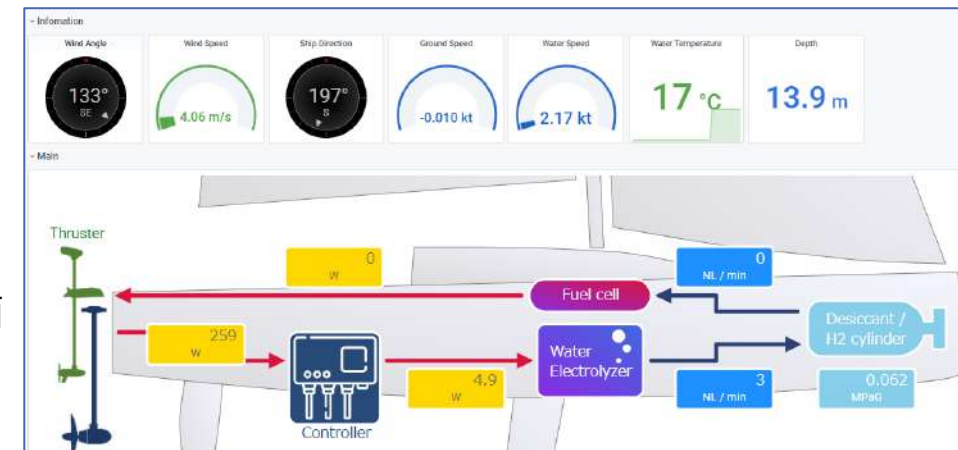 Infomation
Wind Angle
133°
SE
Wind Speed
4.06 m/s
Ship Direction
197°
S
Ground Speed
-0.010 kt
Water Speed
2.17 kt
Water Temperature
17 °C
Depth
13.9 m
Main
Thruster
0
W
0
NL / min
Fuel cell
Desiccant /
H2 cylinder
259
W
Water
Electrolyzer
4.9
W
3
NL / min
0.062
MPaG
Controller